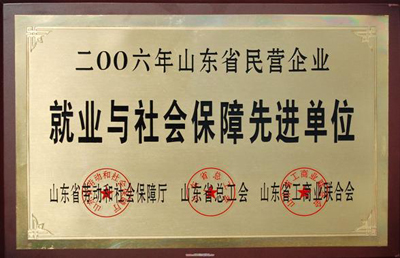 二OO六年山东省民营企业
就业与社会保障先进单位
山东省劳动和社会保障厅 山东省总工会 山东省工商业联合会